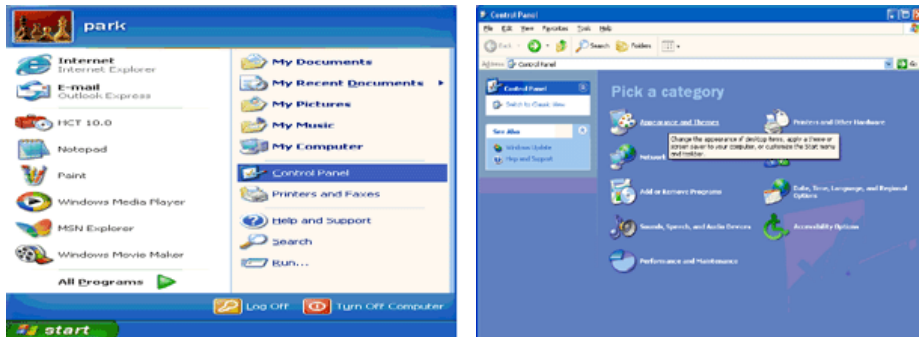 park
Internet
Internet Explorer
E-mail
Outlook Express
HCT 10.0
Notepad
Paint
Windows Media Player
MSN Explorer
Windows Movie Maker
All Programs
My Documents
My Recent Documents
My Pictures
My Music
My Computer
Control Panel
Printers and Faxes
Help and Support
Search
Run...
Log Off
Turn Off Computer
start
Control Panel
File Edit View Favorites Tools Help
Back Search Folders
Address Control Panel Go
Control Panel
Switch to Classic View
See Also
Windows Update
Help and Support
Pick a category
Appearance and Themes
Printers and Other Hardware
Change the appearance of desktop items, apply a theme or
screen saver to your computer, or customize the Start menu
and taskbar.
Network
Add or Remove Programs
Date, Time, Language, and Regional
Options
Sounds, Speech, and Audio Devices
Accessibility Options
Performance and Maintenance